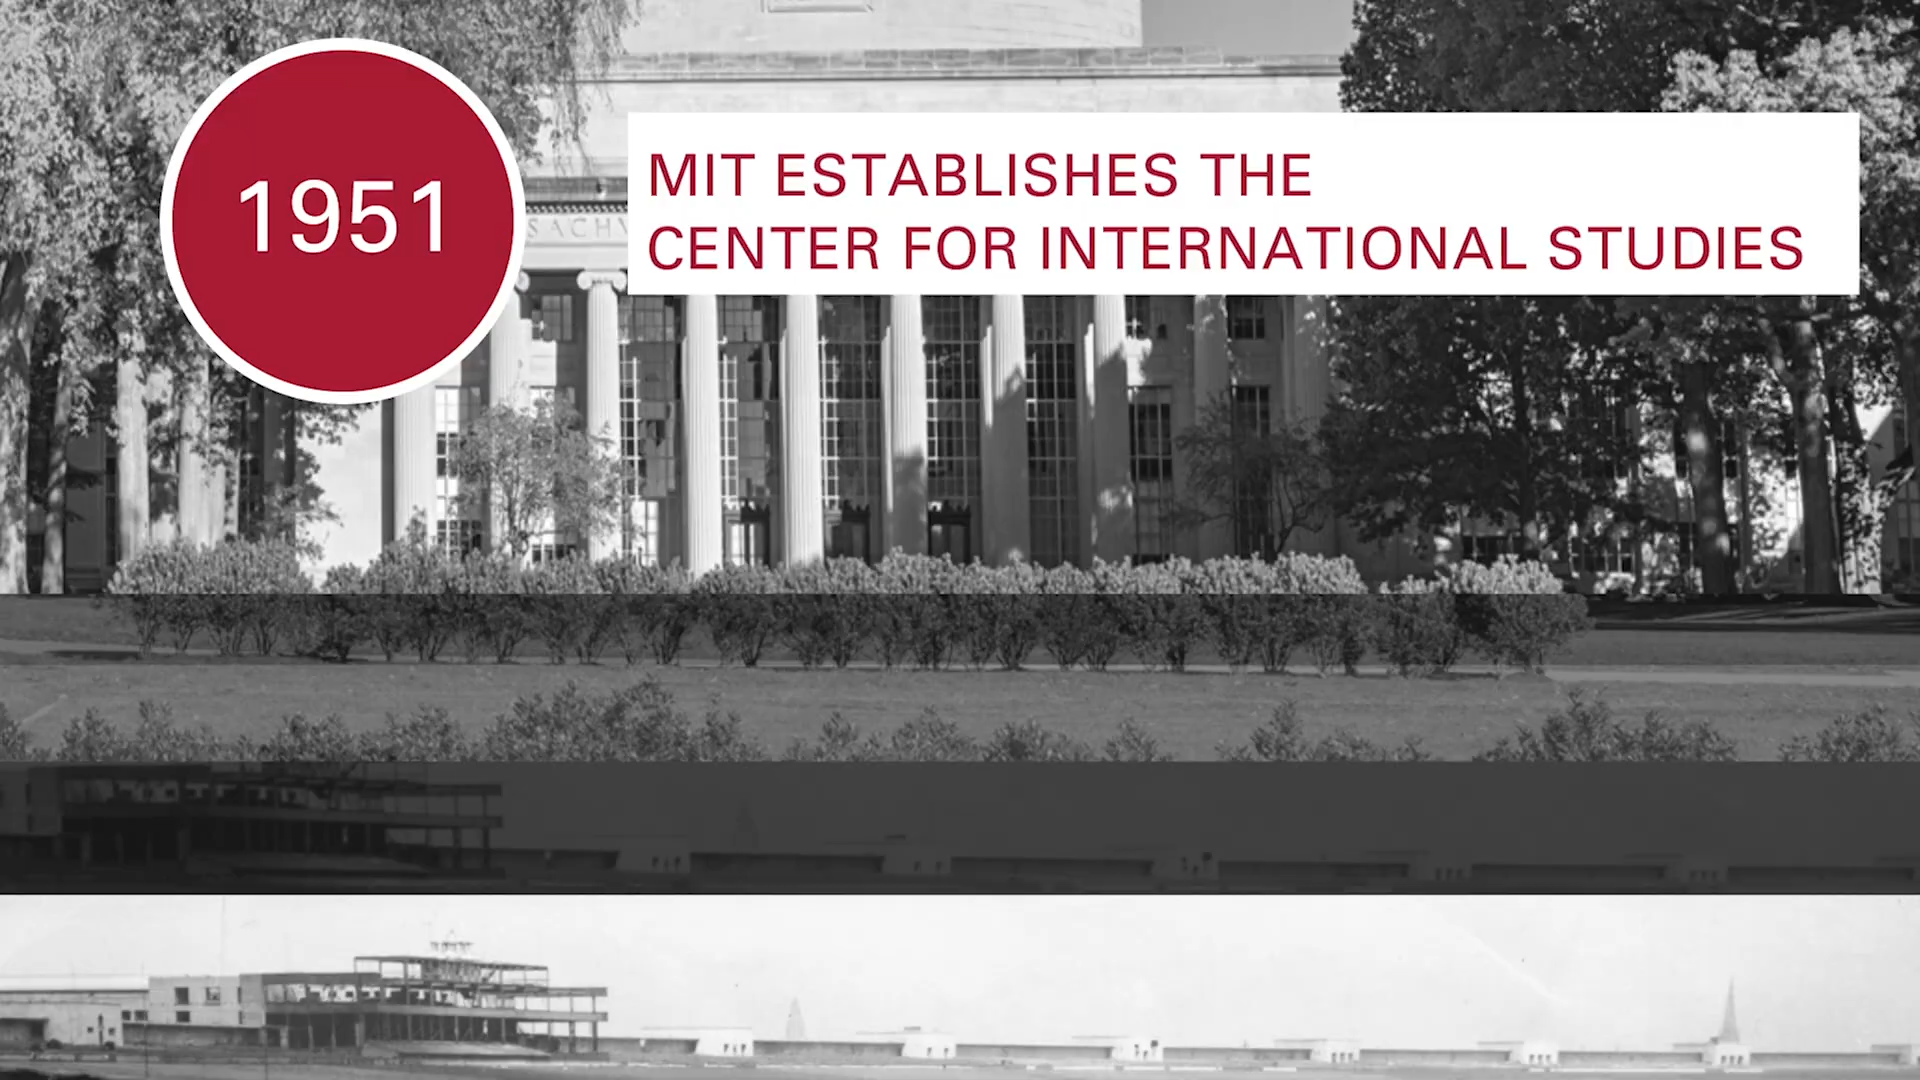 1951
MIT ESTABLISHES THE
CENTER FOR INTERNATIONAL STUDIES